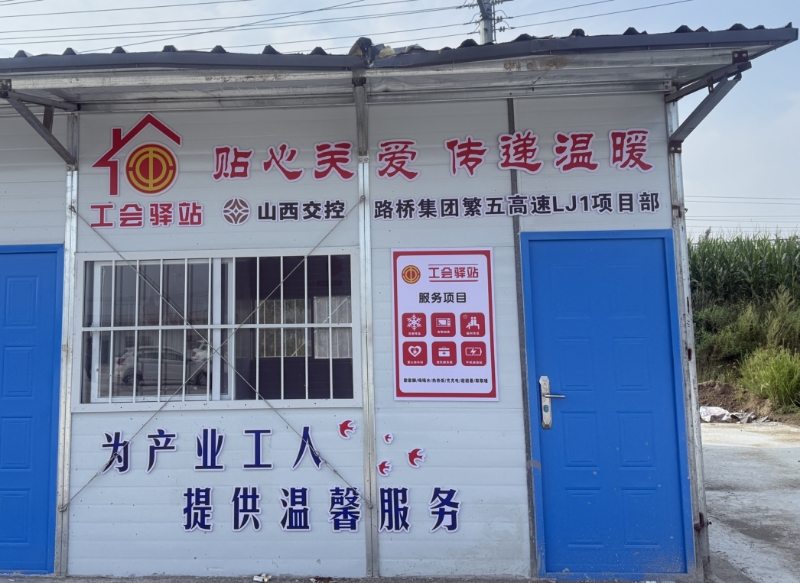 贴心关爱 传递温暖
工会驿站
山西交控 路桥集团繁五高速LJ1项目部
工会驿站
服务项目
为产业工人
提供温馨服务